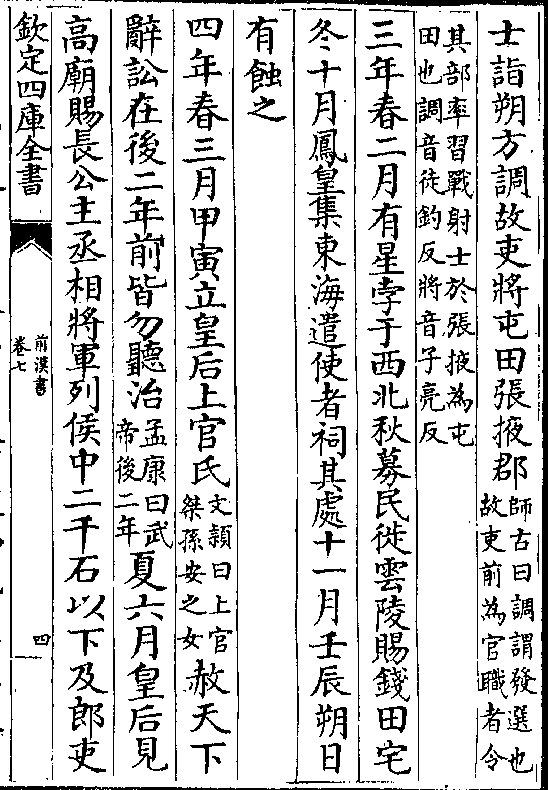 士詣朔方調故吏將屯田張掖郡師古曰調謂發選也故吏前為官職者令
其部率習戰射士於張掖為屯田也調音徒釣反將音子亮反
三年春二月有星孛于西北秋募民徙雲陵賜錢田宅
冬十月鳳皇集東海遣使者祠其處十一月壬辰朔日
有蝕之
四年春三月甲寅立皇后上官氏文頴曰上官桀孫安之女赦天下
辭訟在後二年前皆勿聽治孟康曰武帝後二年夏六月皇后見
高廟賜長公主丞相將軍列侯中二千石以下及郎吏
欽定四庫全書
前漢書
卷七
四